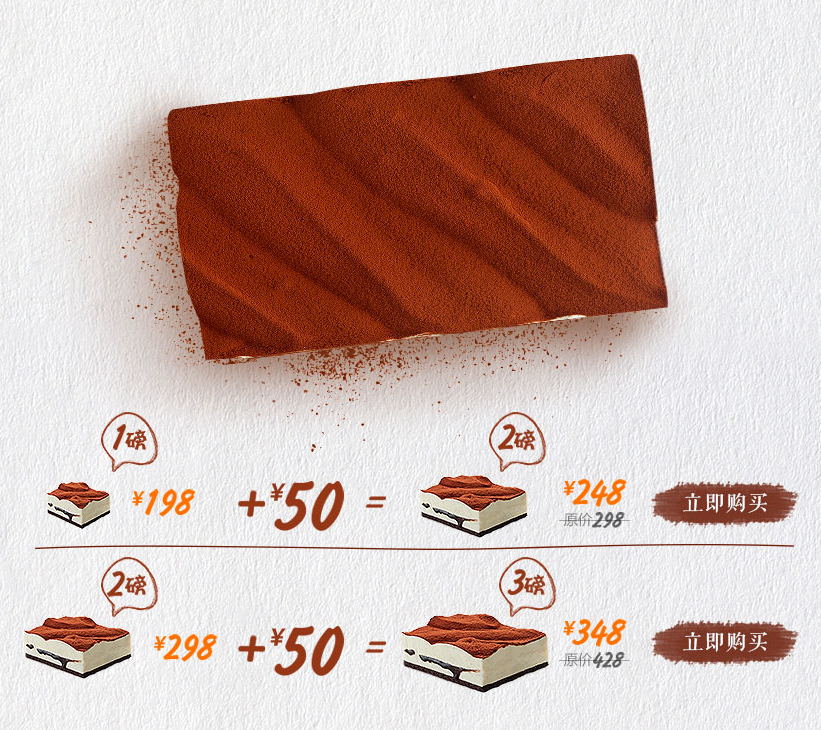 1磅 2磅
¥198 +¥50 = ¥248 立即购买
原价298
2磅 3磅
¥298 +¥50 = ¥348 立即购买
原价428